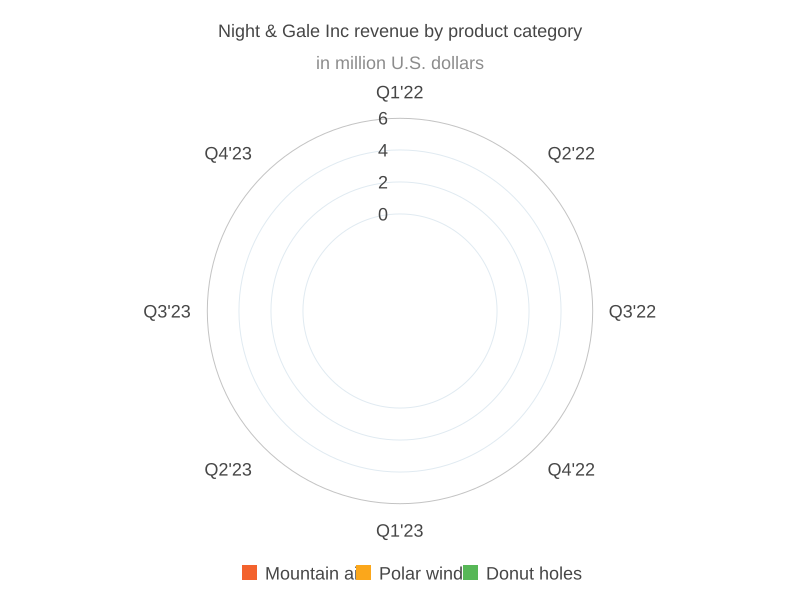 Night & Gale Inc revenue by product category
in million U.S. dollars
Q1'22
6
Q4'23
Q2'22
4
2
0
Q3'23
Q3'22
Q2'23
Q4'22
Q1'23
Mountain ai Polar wind Donut holes